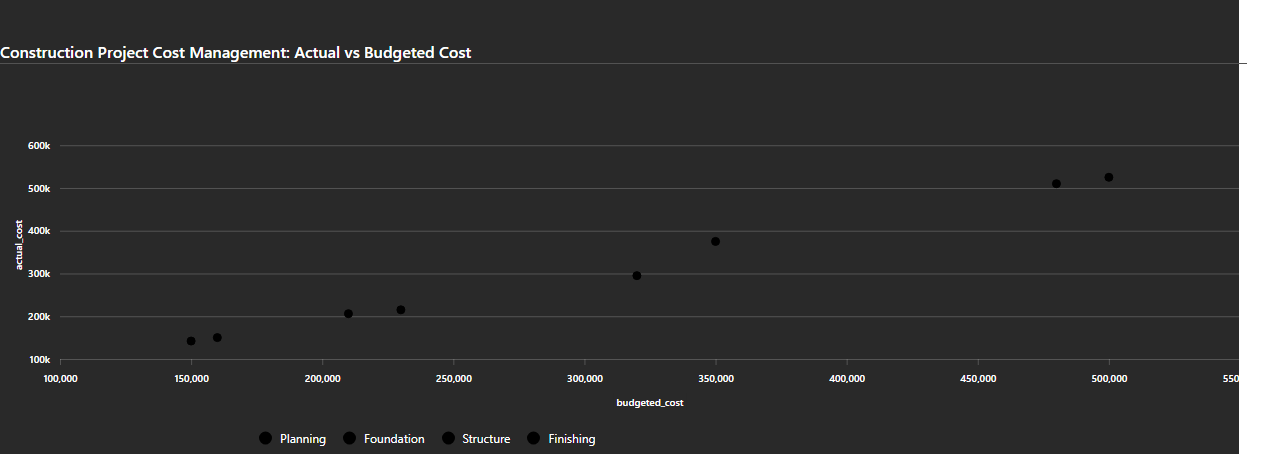 Construction Project Cost Management: Actual vs Budgeted Cost
600k
500k
400k
300k
200k
100k
actual_cost
100,000 150,000 200,000 250,000 300,000 350,000 400,000 450,000 500,000 550
budgeted_cost
Planning Foundation Structure Finishing